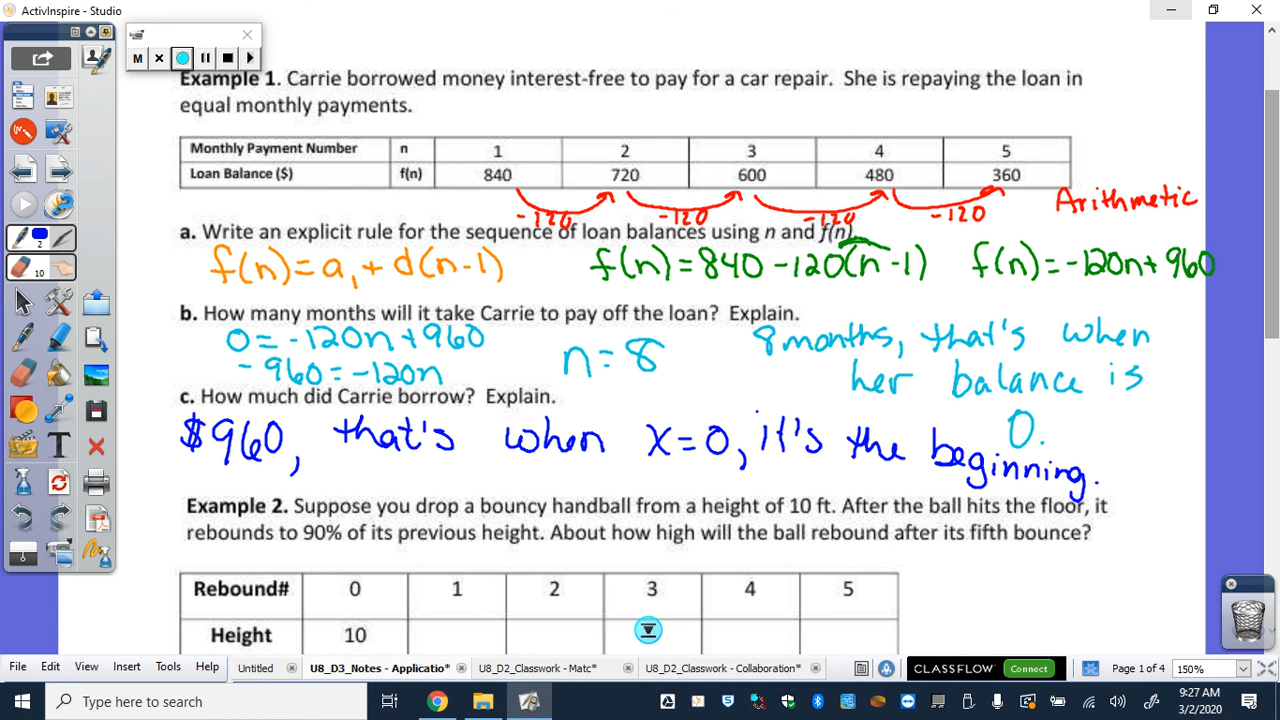 ActivInspire - Studio
M
Example 1. Carrie borrowed money interest-free to pay for a car repair. She is repaying the loan in
equal monthly payments.
Monthly Payment Number n 1 2 3 4 5
Loan Balance ($) f(n) 840 720 600 480 360
-120 -120 -120 -120 Arithmetic
a. Write an explicit rule for the sequence of loan balances using n and f(n).
f(n) = a₁ + d(n-1) f(n) = 840 -120(n-1) f(n) = -120n+960
b. How many months will it take Carrie to pay off the loan? Explain.
0 = -120n+960 n = 8 8 months, that's when
-960 = -120n her balance is
0.
c. How much did Carrie borrow? Explain.
$960, that's when x=0, it's the beginning.
Example 2. Suppose you drop a bouncy handball from a height of 10 ft. After the ball hits the floor, it
rebounds to 90% of its previous height. About how high will the ball rebound after its fifth bounce?
Rebound# 0 1 2 3 4 5
Height 10
2
10
File Edit View Insert Tools Help Untitled U8_D3_Notes - Applicatio* U8_D2_Classwork - Matc* U8_D2_Classwork - Collaboration* CLASSFLOW Connect Page 1 of 4 150%
Type here to search
9:27 AM
3/2/2020